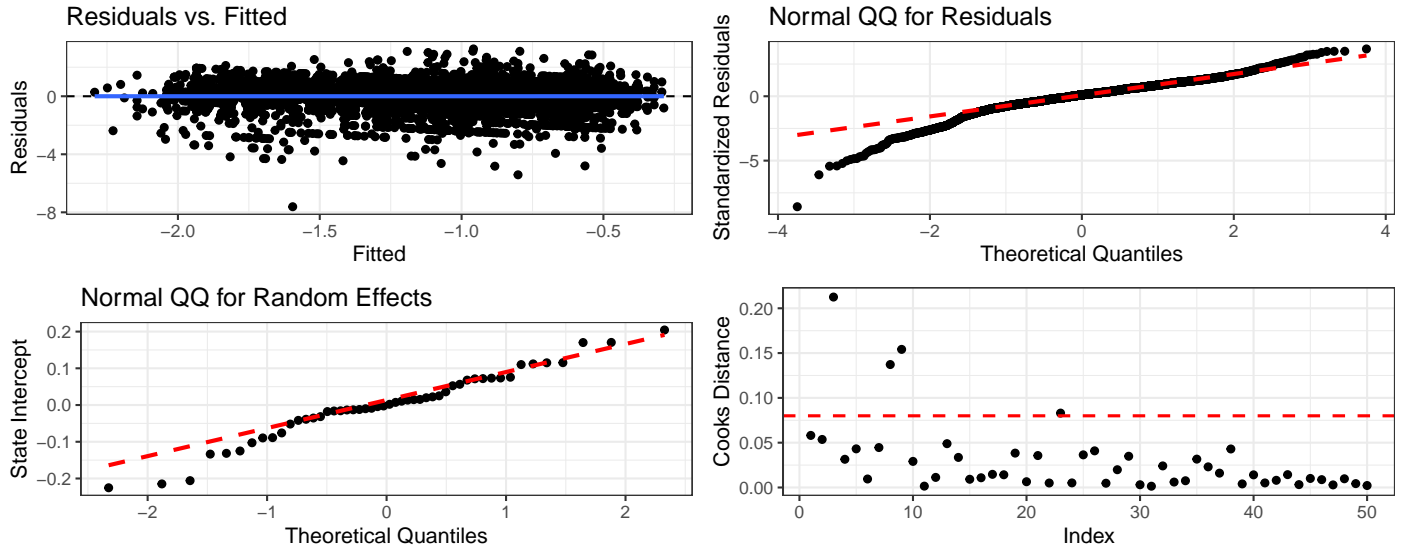 Residuals vs. Fitted
Residuals
0
−4
−8
−2.0 −1.5 −1.0 −0.5
Fitted
Normal QQ for Residuals
Standardized Residuals
0
−5
−4 −2 0 2 4
Theoretical Quantiles
Normal QQ for Random Effects
State Intercept
0.2
0.1
0.0
−0.1
−0.2
−2 −1 0 1 2
Theoretical Quantiles
Cooks Distance
0.20
0.15
0.10
0.05
0.00
0 10 20 30 40 50
Index